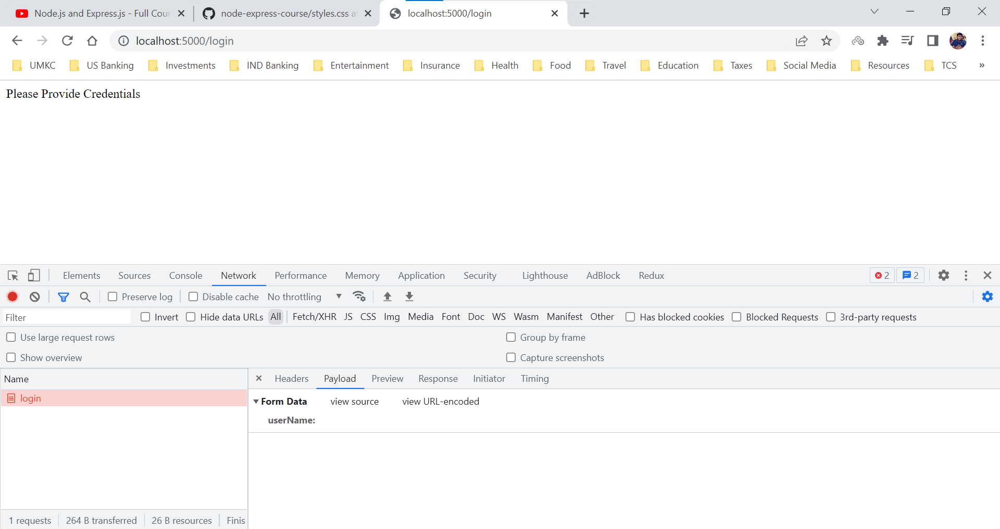 Node.js and Express.js - Full Cour
node-express-course/styles.css at
localhost:5000/login
localhost:5000/login
UMKC US Banking Investments IND Banking Entertainment Insurance Health Food Travel Education Taxes Social Media Resources TCS »
Please Provide Credentials
Elements Sources Console Network Performance Memory Application Security Lighthouse AdBlock Redux 2 2
Preserve log Disable cache No throttling
Filter Invert Hide data URLs All Fetch/XHR JS CSS Img Media Font Doc WS Wasm Manifest Other Has blocked cookies Blocked Requests 3rd-party requests
Use large request rows Group by frame
Show overview Capture screenshots
Name Headers Payload Preview Response Initiator Timing
login
Form Data view source view URL-encoded
userName:
1 requests 264 B transferred 26 B resources Finis